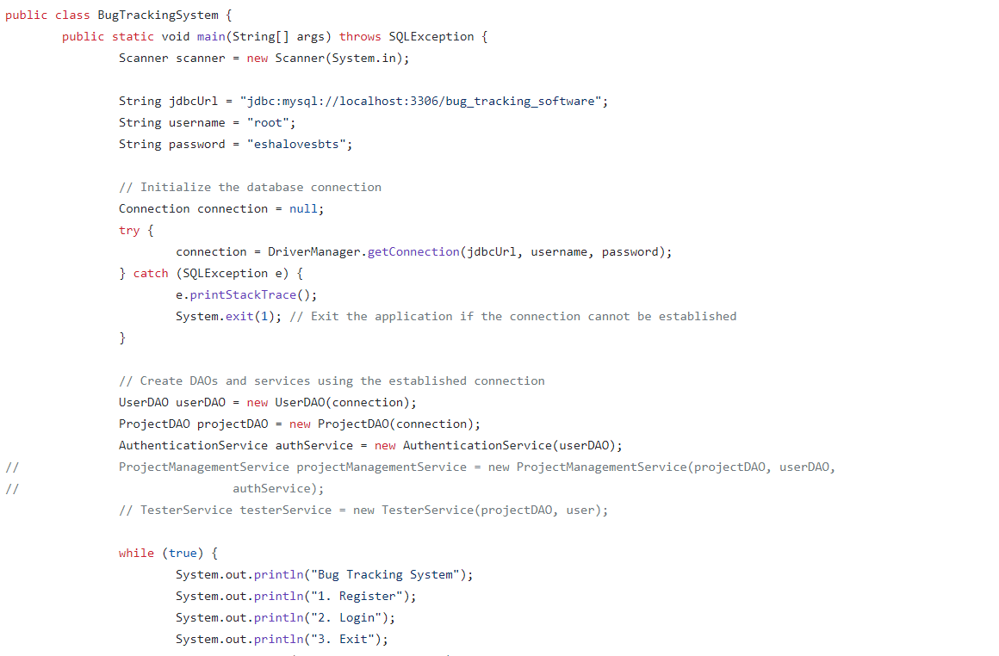 public class BugTrackingSystem {
public static void main(String[] args) throws SQLException {
Scanner scanner = new Scanner(System.in);
String jdbcUrl = "jdbc:mysql://localhost:3306/bug_tracking_software";
String username = "root";
String password = "eshalovesbts";
// Initialize the database connection
Connection connection = null;
try {
connection = DriverManager.getConnection(jdbcUrl, username, password);
} catch (SQLException e) {
e.printStackTrace();
System.exit(1); // Exit the application if the connection cannot be established
}
// Create DAOs and services using the established connection
UserDAO userDAO = new UserDAO(connection);
ProjectDAO projectDAO = new ProjectDAO(connection);
AuthenticationService authService = new AuthenticationService(userDAO);
// ProjectManagementService projectManagementService = new ProjectManagementService(projectDAO, userDAO,
// authService);
// TesterService testerService = new TesterService(projectDAO, user);
while (true) {
System.out.println("Bug Tracking System");
System.out.println("1. Register");
System.out.println("2. Login");
System.out.println("3. Exit");